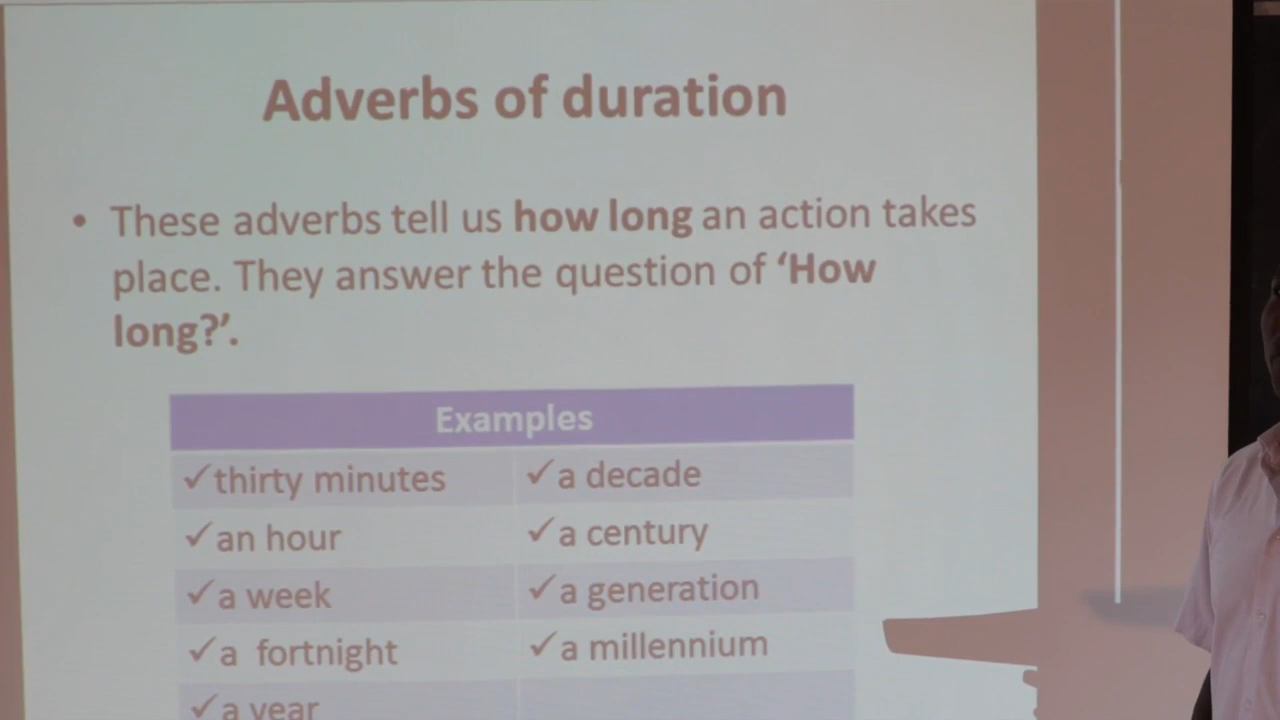 Adverbs of duration
• These adverbs tell us how long an action takes
place. They answer the question of ‘How
long?’.
Examples
✓thirty minutes ✓a decade
✓an hour ✓a century
✓a week ✓a generation
✓a fortnight ✓a millennium
✓a year